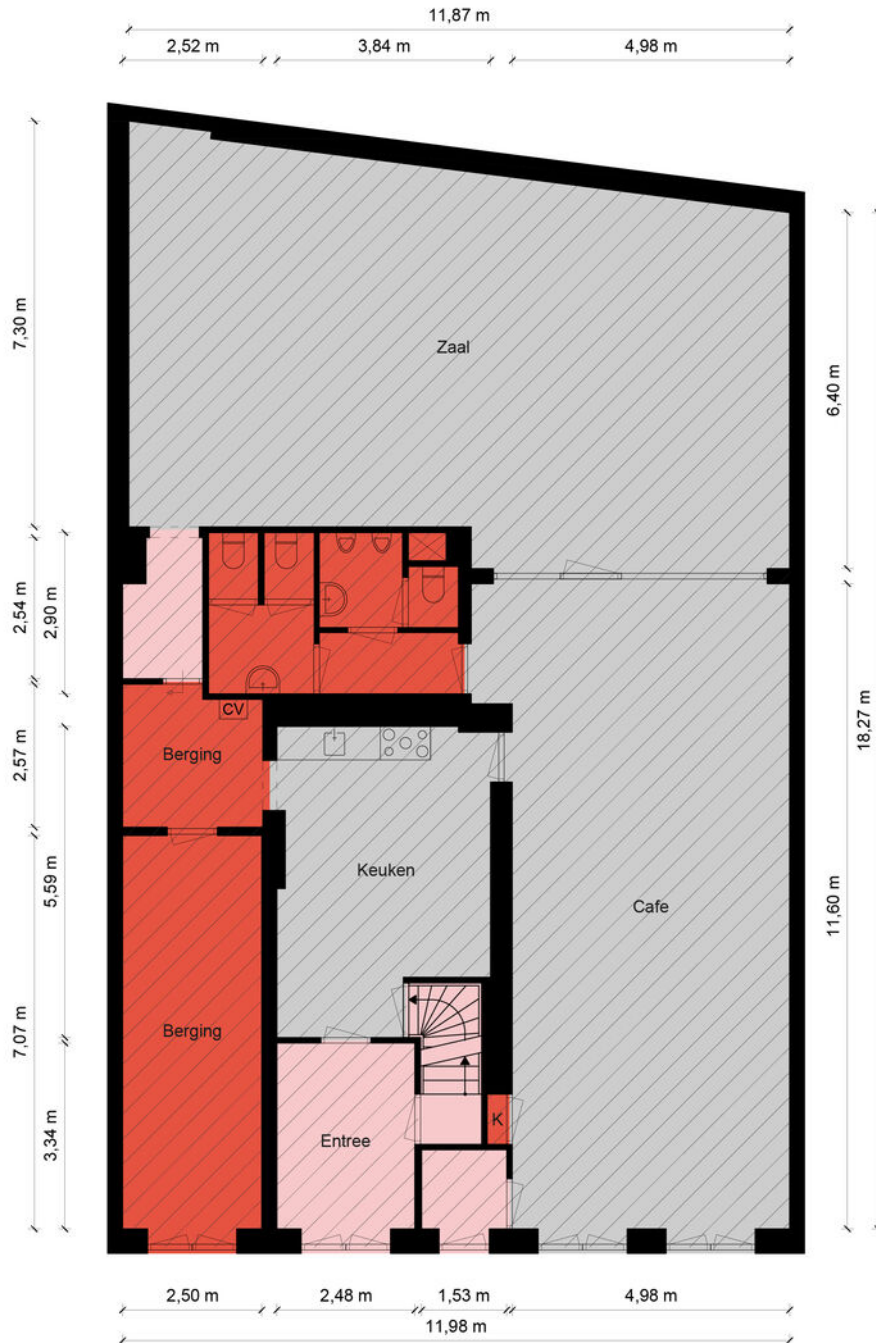 11,87 m
2,52 m
3,84 m
4,98 m
7,30 m
Zaal
6,40 m
2,54 m
2,90 m
18,27 m
CV
Berging
2,57 m
Keuken
5,59 m
Cafe
11,60 m
Berging
7,07 m
K
3,34 m
Entree
2,50 m
2,48 m
1,53 m
4,98 m
11,98 m